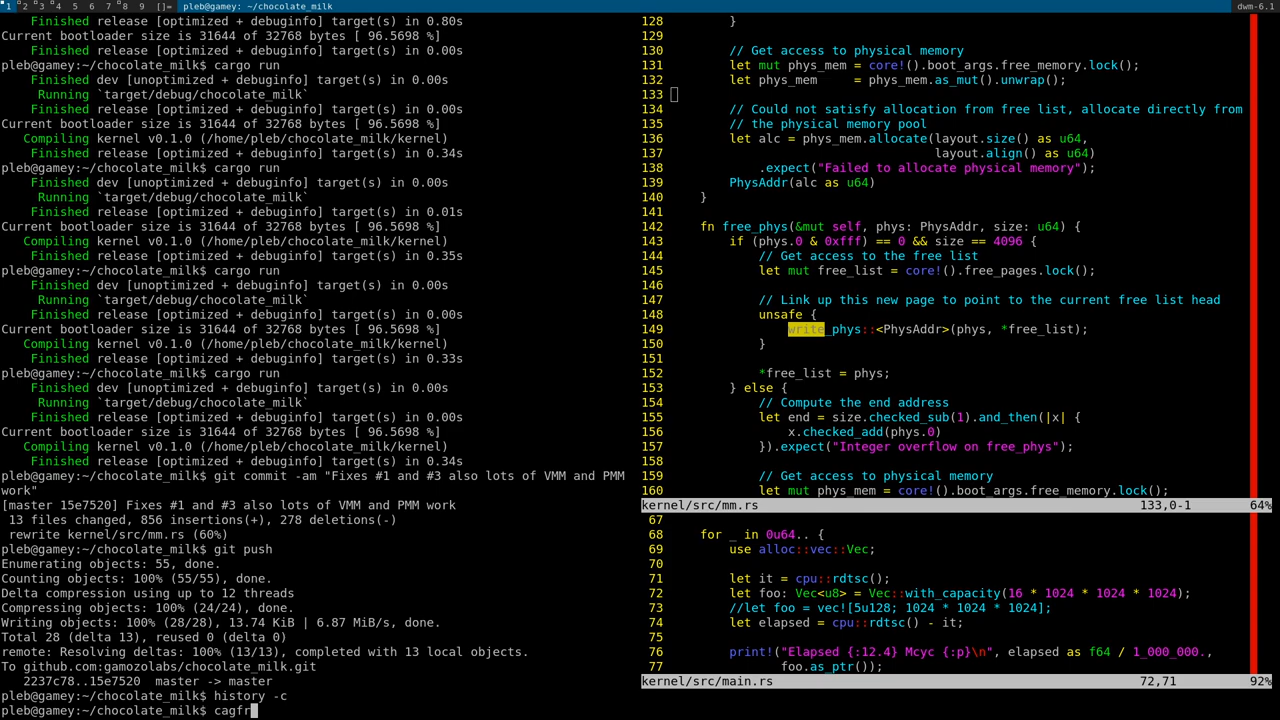 1 2 3 4 5 6 7 8 9 []= pleb@gamey: ~/chocolate_milk dwm-6.1
Finished release [optimized + debuginfo] target(s) in 0.80s
Current bootloader size is 31644 of 32768 bytes [ 96.5698 %]
Finished release [optimized + debuginfo] target(s) in 0.00s
pleb@gamey:~/chocolate_milk$ cargo run
Finished dev [unoptimized + debuginfo] target(s) in 0.00s
Running `target/debug/chocolate_milk`
Finished release [optimized + debuginfo] target(s) in 0.00s
Current bootloader size is 31644 of 32768 bytes [ 96.5698 %]
Compiling kernel v0.1.0 (/home/pleb/chocolate_milk/kernel)
Finished release [optimized + debuginfo] target(s) in 0.34s
pleb@gamey:~/chocolate_milk$ cargo run
Finished dev [unoptimized + debuginfo] target(s) in 0.00s
Running `target/debug/chocolate_milk`
Finished release [optimized + debuginfo] target(s) in 0.01s
Current bootloader size is 31644 of 32768 bytes [ 96.5698 %]
Compiling kernel v0.1.0 (/home/pleb/chocolate_milk/kernel)
Finished release [optimized + debuginfo] target(s) in 0.35s
pleb@gamey:~/chocolate_milk$ cargo run
Finished dev [unoptimized + debuginfo] target(s) in 0.00s
Running `target/debug/chocolate_milk`
Finished release [optimized + debuginfo] target(s) in 0.00s
Current bootloader size is 31644 of 32768 bytes [ 96.5698 %]
Compiling kernel v0.1.0 (/home/pleb/chocolate_milk/kernel)
Finished release [optimized + debuginfo] target(s) in 0.33s
pleb@gamey:~/chocolate_milk$ cargo run
Finished dev [unoptimized + debuginfo] target(s) in 0.00s
Running `target/debug/chocolate_milk`
Finished release [optimized + debuginfo] target(s) in 0.00s
Current bootloader size is 31644 of 32768 bytes [ 96.5698 %]
Compiling kernel v0.1.0 (/home/pleb/chocolate_milk/kernel)
Finished release [optimized + debuginfo] target(s) in 0.34s
pleb@gamey:~/chocolate_milk$ git commit -am "Fixes #1 and #3 also lots of VMM and PMM
work"
[master 15e7520] Fixes #1 and #3 also lots of VMM and PMM work
13 files changed, 856 insertions(+), 278 deletions(-)
rewrite kernel/src/mm.rs (60%)
pleb@gamey:~/chocolate_milk$ git push
Enumerating objects: 55, done.
Counting objects: 100% (55/55), done.
Delta compression using up to 12 threads
Compressing objects: 100% (24/24), done.
Writing objects: 100% (28/28), 13.74 KiB | 6.87 MiB/s, done.
Total 28 (delta 13), reused 0 (delta 0)
remote: Resolving deltas: 100% (13/13), completed with 13 local objects.
To github.com:gamozolabs/chocolate_milk.git
2237c78..15e7520 master -> master
pleb@gamey:~/chocolate_milk$ history -c
pleb@gamey:~/chocolate_milk$ cagfr
128 }
129
130 // Get access to physical memory
131 let mut phys_mem = core!().boot_args.free_memory.lock();
132 let phys_mem = phys_mem.as_mut().unwrap();
133
134 // Could not satisfy allocation from free list, allocate directly from
135 // the physical memory pool
136 let alc = phys_mem.allocate(layout.size() as u64,
137 layout.align() as u64)
138 .expect("Failed to allocate physical memory");
139 PhysAddr(alc as u64)
140 }
141
142 fn free_phys(&mut self, phys: PhysAddr, size: u64) {
143 if (phys.0 & 0xfff) == 0 && size == 4096 {
144 // Get access to the free list
145 let mut free_list = core!().free_pages.lock();
146
147 // Link up this new page to point to the current free list head
148 unsafe {
149 write_phys::<PhysAddr>(phys, *free_list);
150 }
151
152 *free_list = phys;
153 } else {
154 // Compute the end address
155 let end = size.checked_sub(1).and_then(|x| {
156 x.checked_add(phys.0)
157 }).expect("Integer overflow on free_phys");
158
159 // Get access to physical memory
160 let mut phys_mem = core!().boot_args.free_memory.lock();
kernel/src/mm.rs 133,0-1 64%
67
68 for _ in 0u64.. {
69 use alloc::vec::Vec;
70
71 let it = cpu::rdtsc();
72 let foo: Vec<u8> = Vec::with_capacity(16 * 1024 * 1024 * 1024);
73 //let foo = vec![5u128; 1024 * 1024 * 1024];
74 let elapsed = cpu::rdtsc() - it;
75
76 print!("Elapsed {:12.4} Mcyc {:p}\n", elapsed as f64 / 1_000_000.,
77 foo.as_ptr());
kernel/src/main.rs 72,71 92%